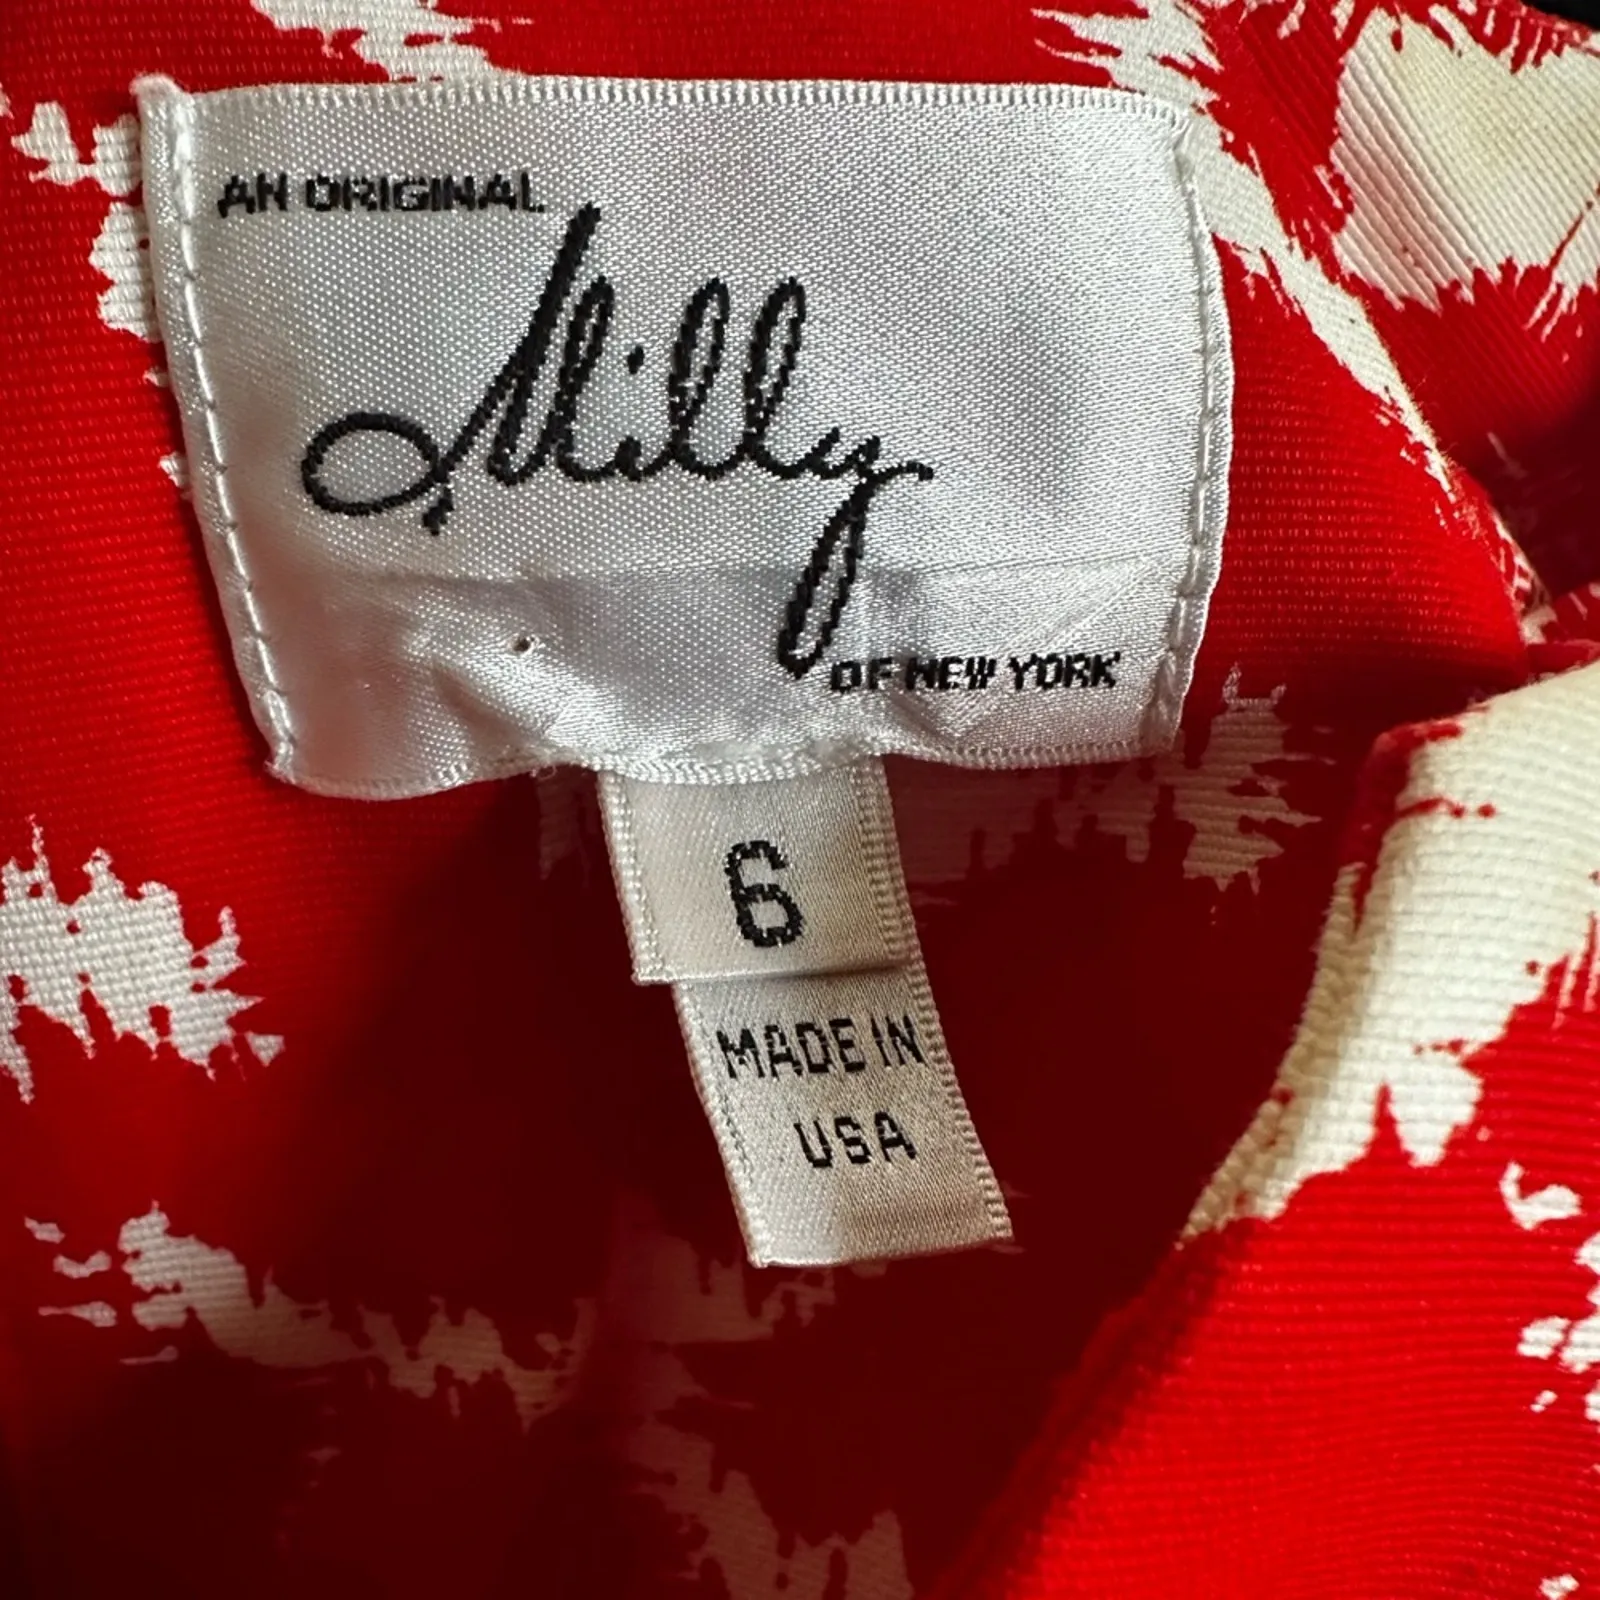 AN ORIGINAL
Milly
OF NEW YORK
6
MADE IN
USA